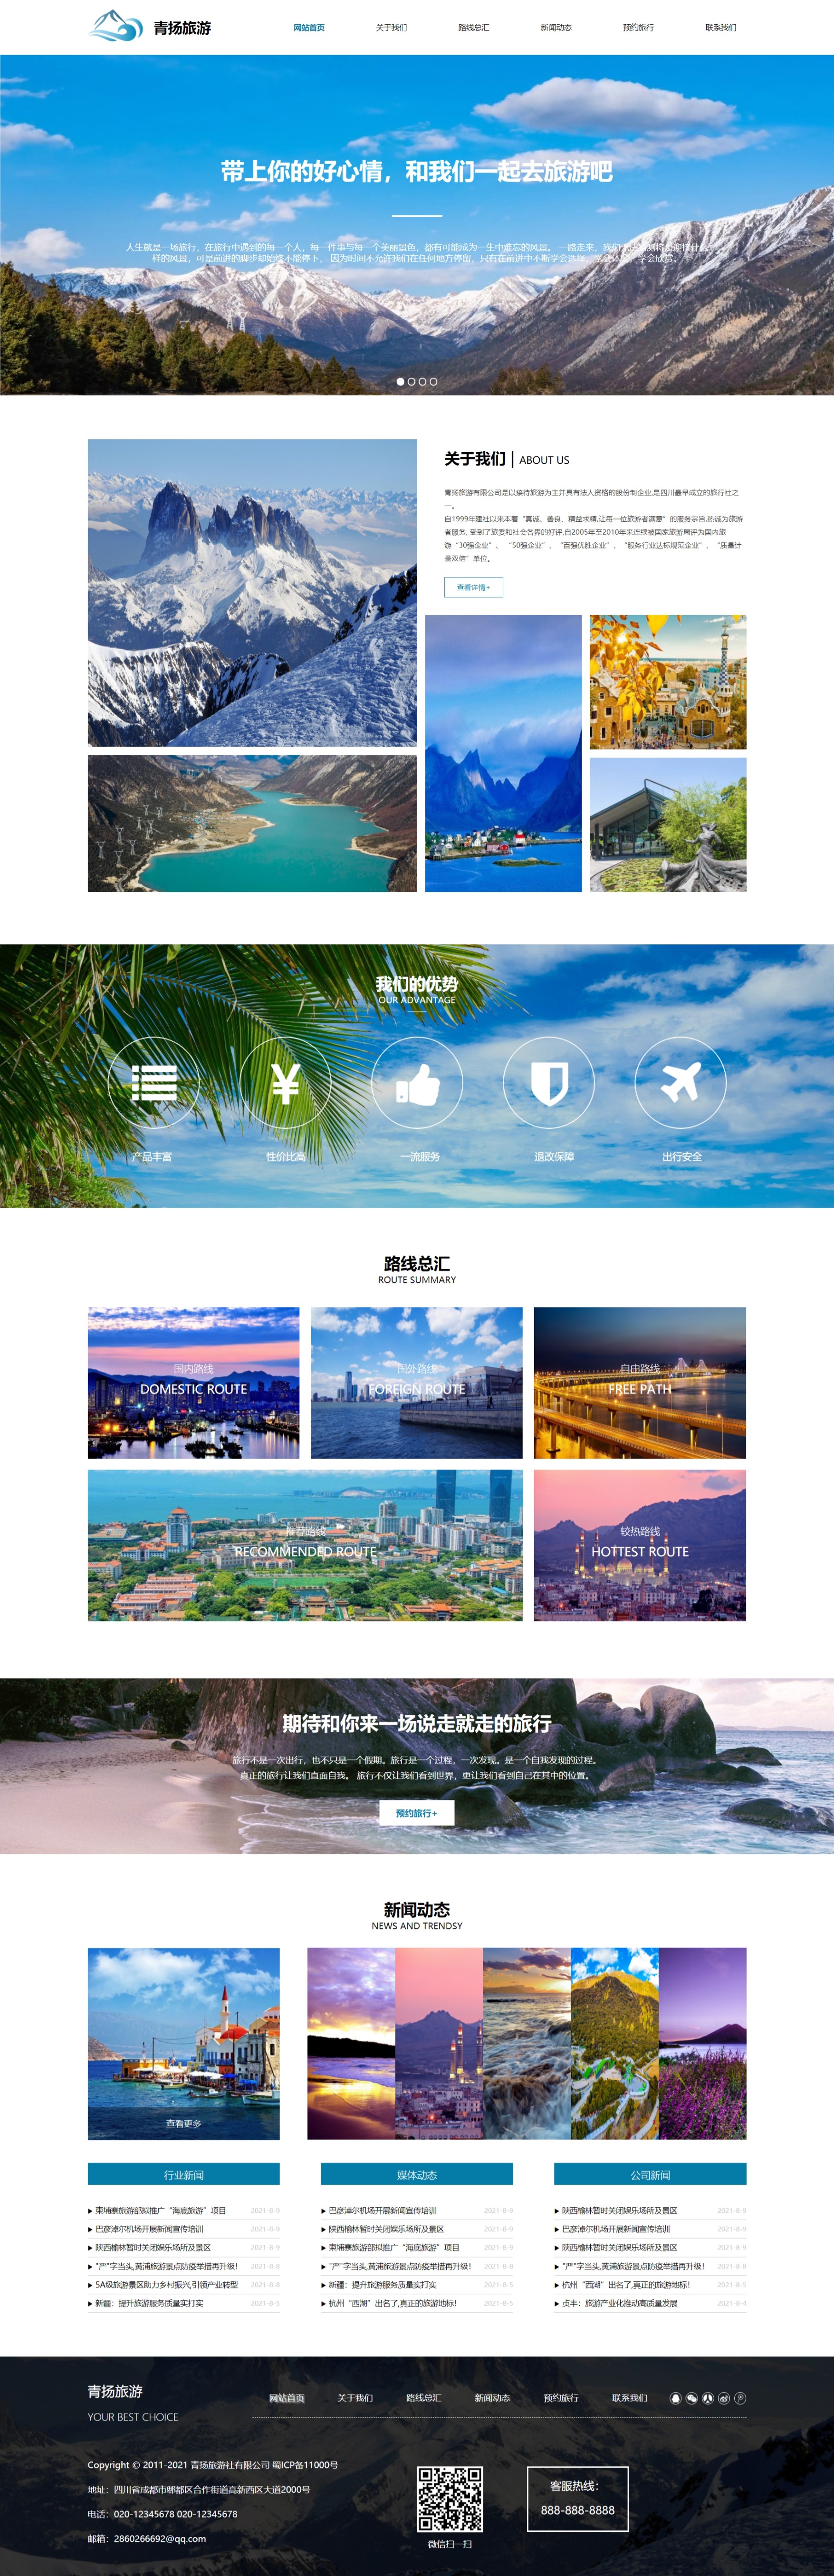 青扬旅游
网站首页 关于我们 路线总汇 新闻动态 预约旅行 联系我们
带上你的好心情，和我们一起去旅游吧
人生就是一场旅行，在旅行中遇到的每一个人，每一件事与每一个美丽景色，都有可能成为一生中难忘的风景。一路走来，我们
样的风景，可是前进的脚步却始终不能停下，因为时间不允许我们在任何地方停留，只有在前进中不断学会选择，学会体会，学会欣赏。
关于我们 | ABOUT US
青扬旅游有限公司是以接待旅游为主并具有法人资格的股份制企业,是四川最早成立的旅行社之
一。
自1999年建社以来本着“真诚、善良、精益求精,让每一位旅游者满意”的服务宗旨,热诚为旅游
者服务, 受到了旅委和社会各界的好评,自2005年至2010年来连续被国家旅游局评为国内旅
游“30强企业”、 “50强企业”、“百强优胜企业”、 “服务行业达标规范企业”、 “质量计
量双信”单位。
查看详情+
我们的优势
OUR ADVANTAGE
产品丰富 性价比高 一流服务 退改保障 出行安全
路线总汇
ROUTE SUMMARY
国内路线
DOMESTIC ROUTE
国外路线
FOREIGN ROUTE
自由路线
FREE PATH
推荐路线
RECOMMENDED ROUTE
较热路线
HOTTEST ROUTE
期待和你来一场说走就走的旅行
旅行不是一次出行，也不只是一个假期。旅行是一个过程，一次发现。是一个自我发现的过程。
真正的旅行让我们直面自我。 旅行不仅让我们看到世界，更让我们看到自己在其中的位置。
预约旅行+
新闻动态
NEWS AND TRENDSY
查看更多
行业新闻
柬埔寨旅游部拟推广“海底旅游”项目 2021-8-9
巴彦淖尔机场开展新闻宣传培训 2021-8-9
陕西榆林暂时关闭娱乐场所及景区 2021-8-9
"严"字当头,黄浦旅游景点防疫举措再升级！ 2021-8-8
5A级旅游景区助力乡村振兴,引领产业转型 2021-8-8
新疆：提升旅游服务质量实打实 2021-8-5
媒体动态
巴彦淖尔机场开展新闻宣传培训 2021-8-9
陕西榆林暂时关闭娱乐场所及景区 2021-8-9
柬埔寨旅游部拟推广“海底旅游”项目 2021-8-9
"严"字当头,黄浦旅游景点防疫举措再升级！ 2021-8-8
新疆：提升旅游服务质量实打实 2021-8-5
杭州“西湖”出名了,真正的旅游地标！ 2021-8-5
公司新闻
陕西榆林暂时关闭娱乐场所及景区 2021-8-9
巴彦淖尔机场开展新闻宣传培训 2021-8-9
陕西榆林暂时关闭娱乐场所及景区 2021-8-9
"严"字当头,黄浦旅游景点防疫举措再升级！ 2021-8-8
杭州“西湖”出名了,真正的旅游地标！ 2021-8-5
贞丰：旅游产业化推动高质量发展 2021-8-4
青扬旅游
YOUR BEST CHOICE
网站首页 关于我们 路线总汇 新闻动态 预约旅行 联系我们
Copyright © 2011-2021 青扬旅游社有限公司 蜀ICP备11000号
地址：四川省成都市郫都区合作街道高新西区大道2000号
电话：020-12345678 020-12345678
邮箱：2860266692@qq.com
微信扫一扫
客服热线：
888-888-8888